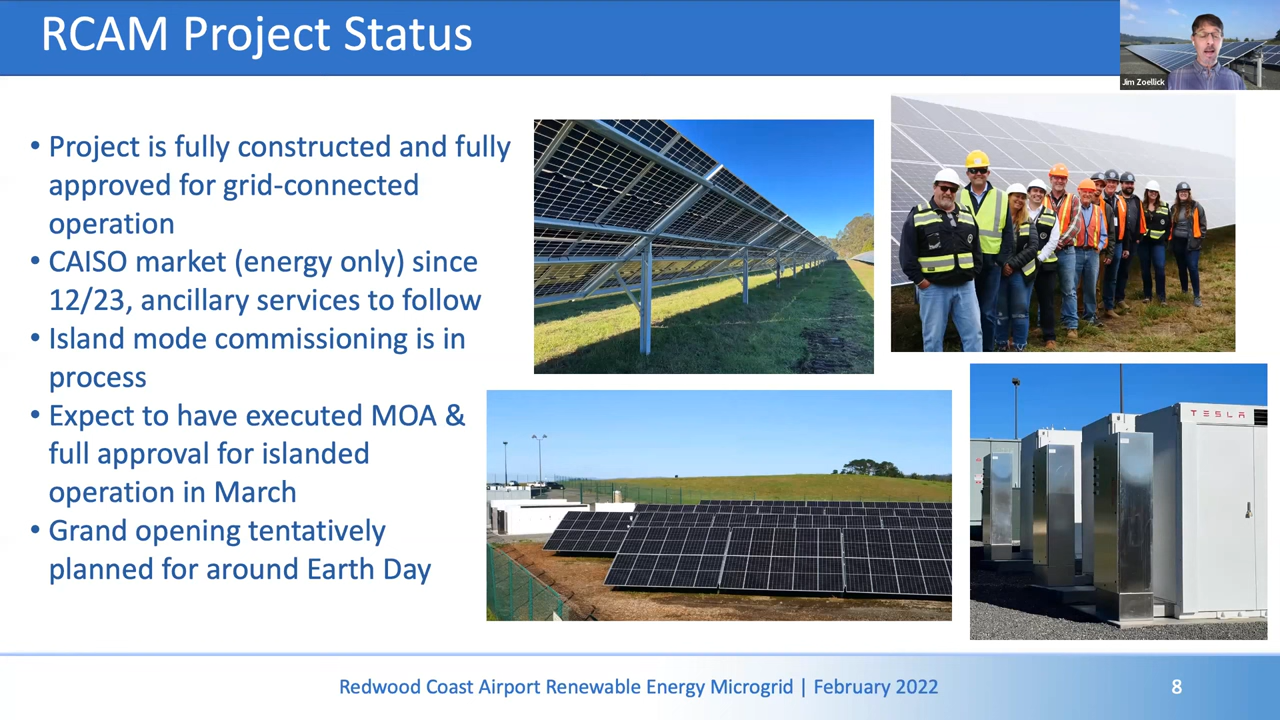 RCAM Project Status
Jim Zoellick
• Project is fully constructed and fully
approved for grid-connected
operation
• CAISO market (energy only) since
12/23, ancillary services to follow
• Island mode commissioning is in
process
• Expect to have executed MOA &
full approval for islanded
operation in March
• Grand opening tentatively
planned for around Earth Day
TESLA
Redwood Coast Airport Renewable Energy Microgrid | February 2022
8